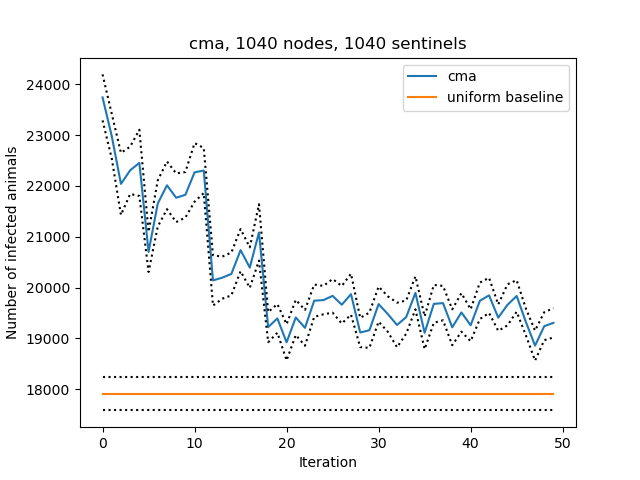 cma, 1040 nodes, 1040 sentinels
cma
uniform baseline
Number of infected animals
24000
23000
22000
21000
20000
19000
18000
0 10 20 30 40 50
Iteration